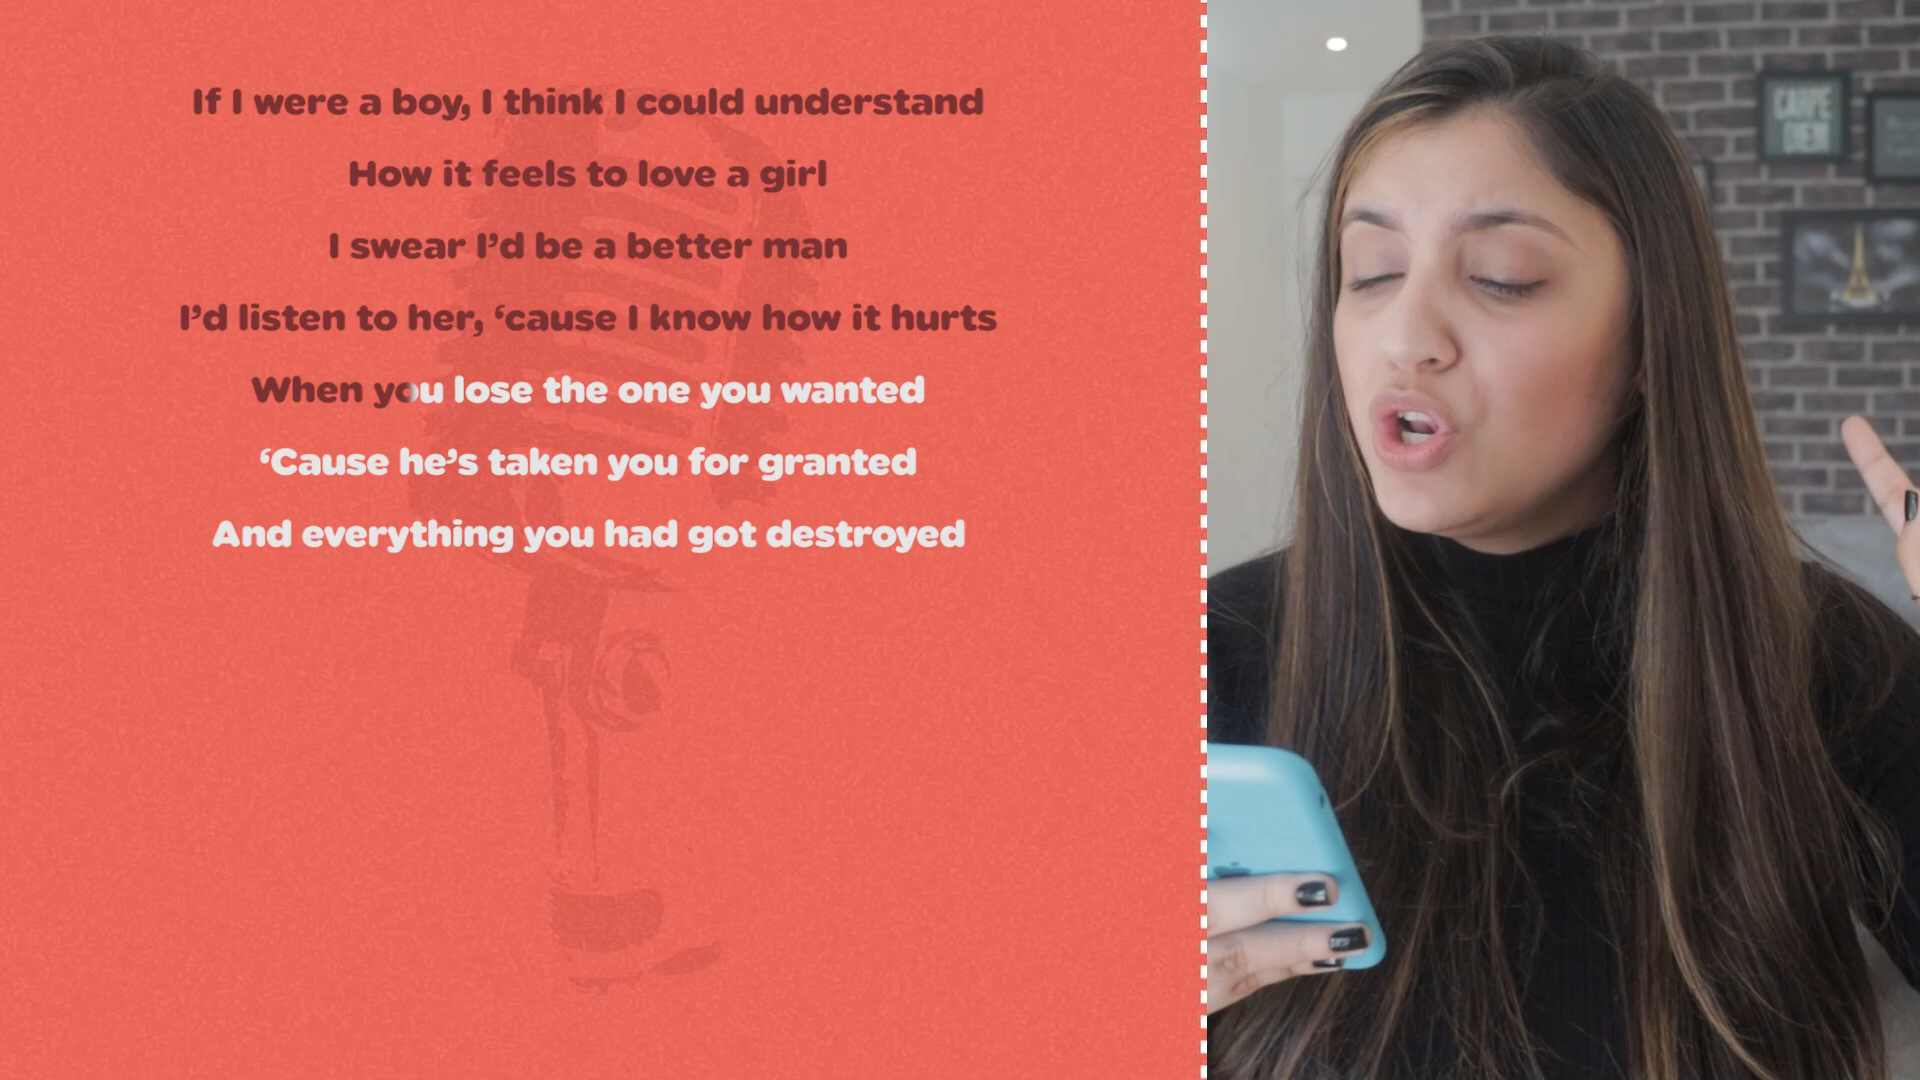 If I were a boy, I think I could understand
How it feels to love a girl
I swear I’d be a better man
I’d listen to her, ‘cause I know how it hurts
When you lose the one you wanted
‘Cause he’s taken you for granted
And everything you had got destroyed
CARPE
DIEM